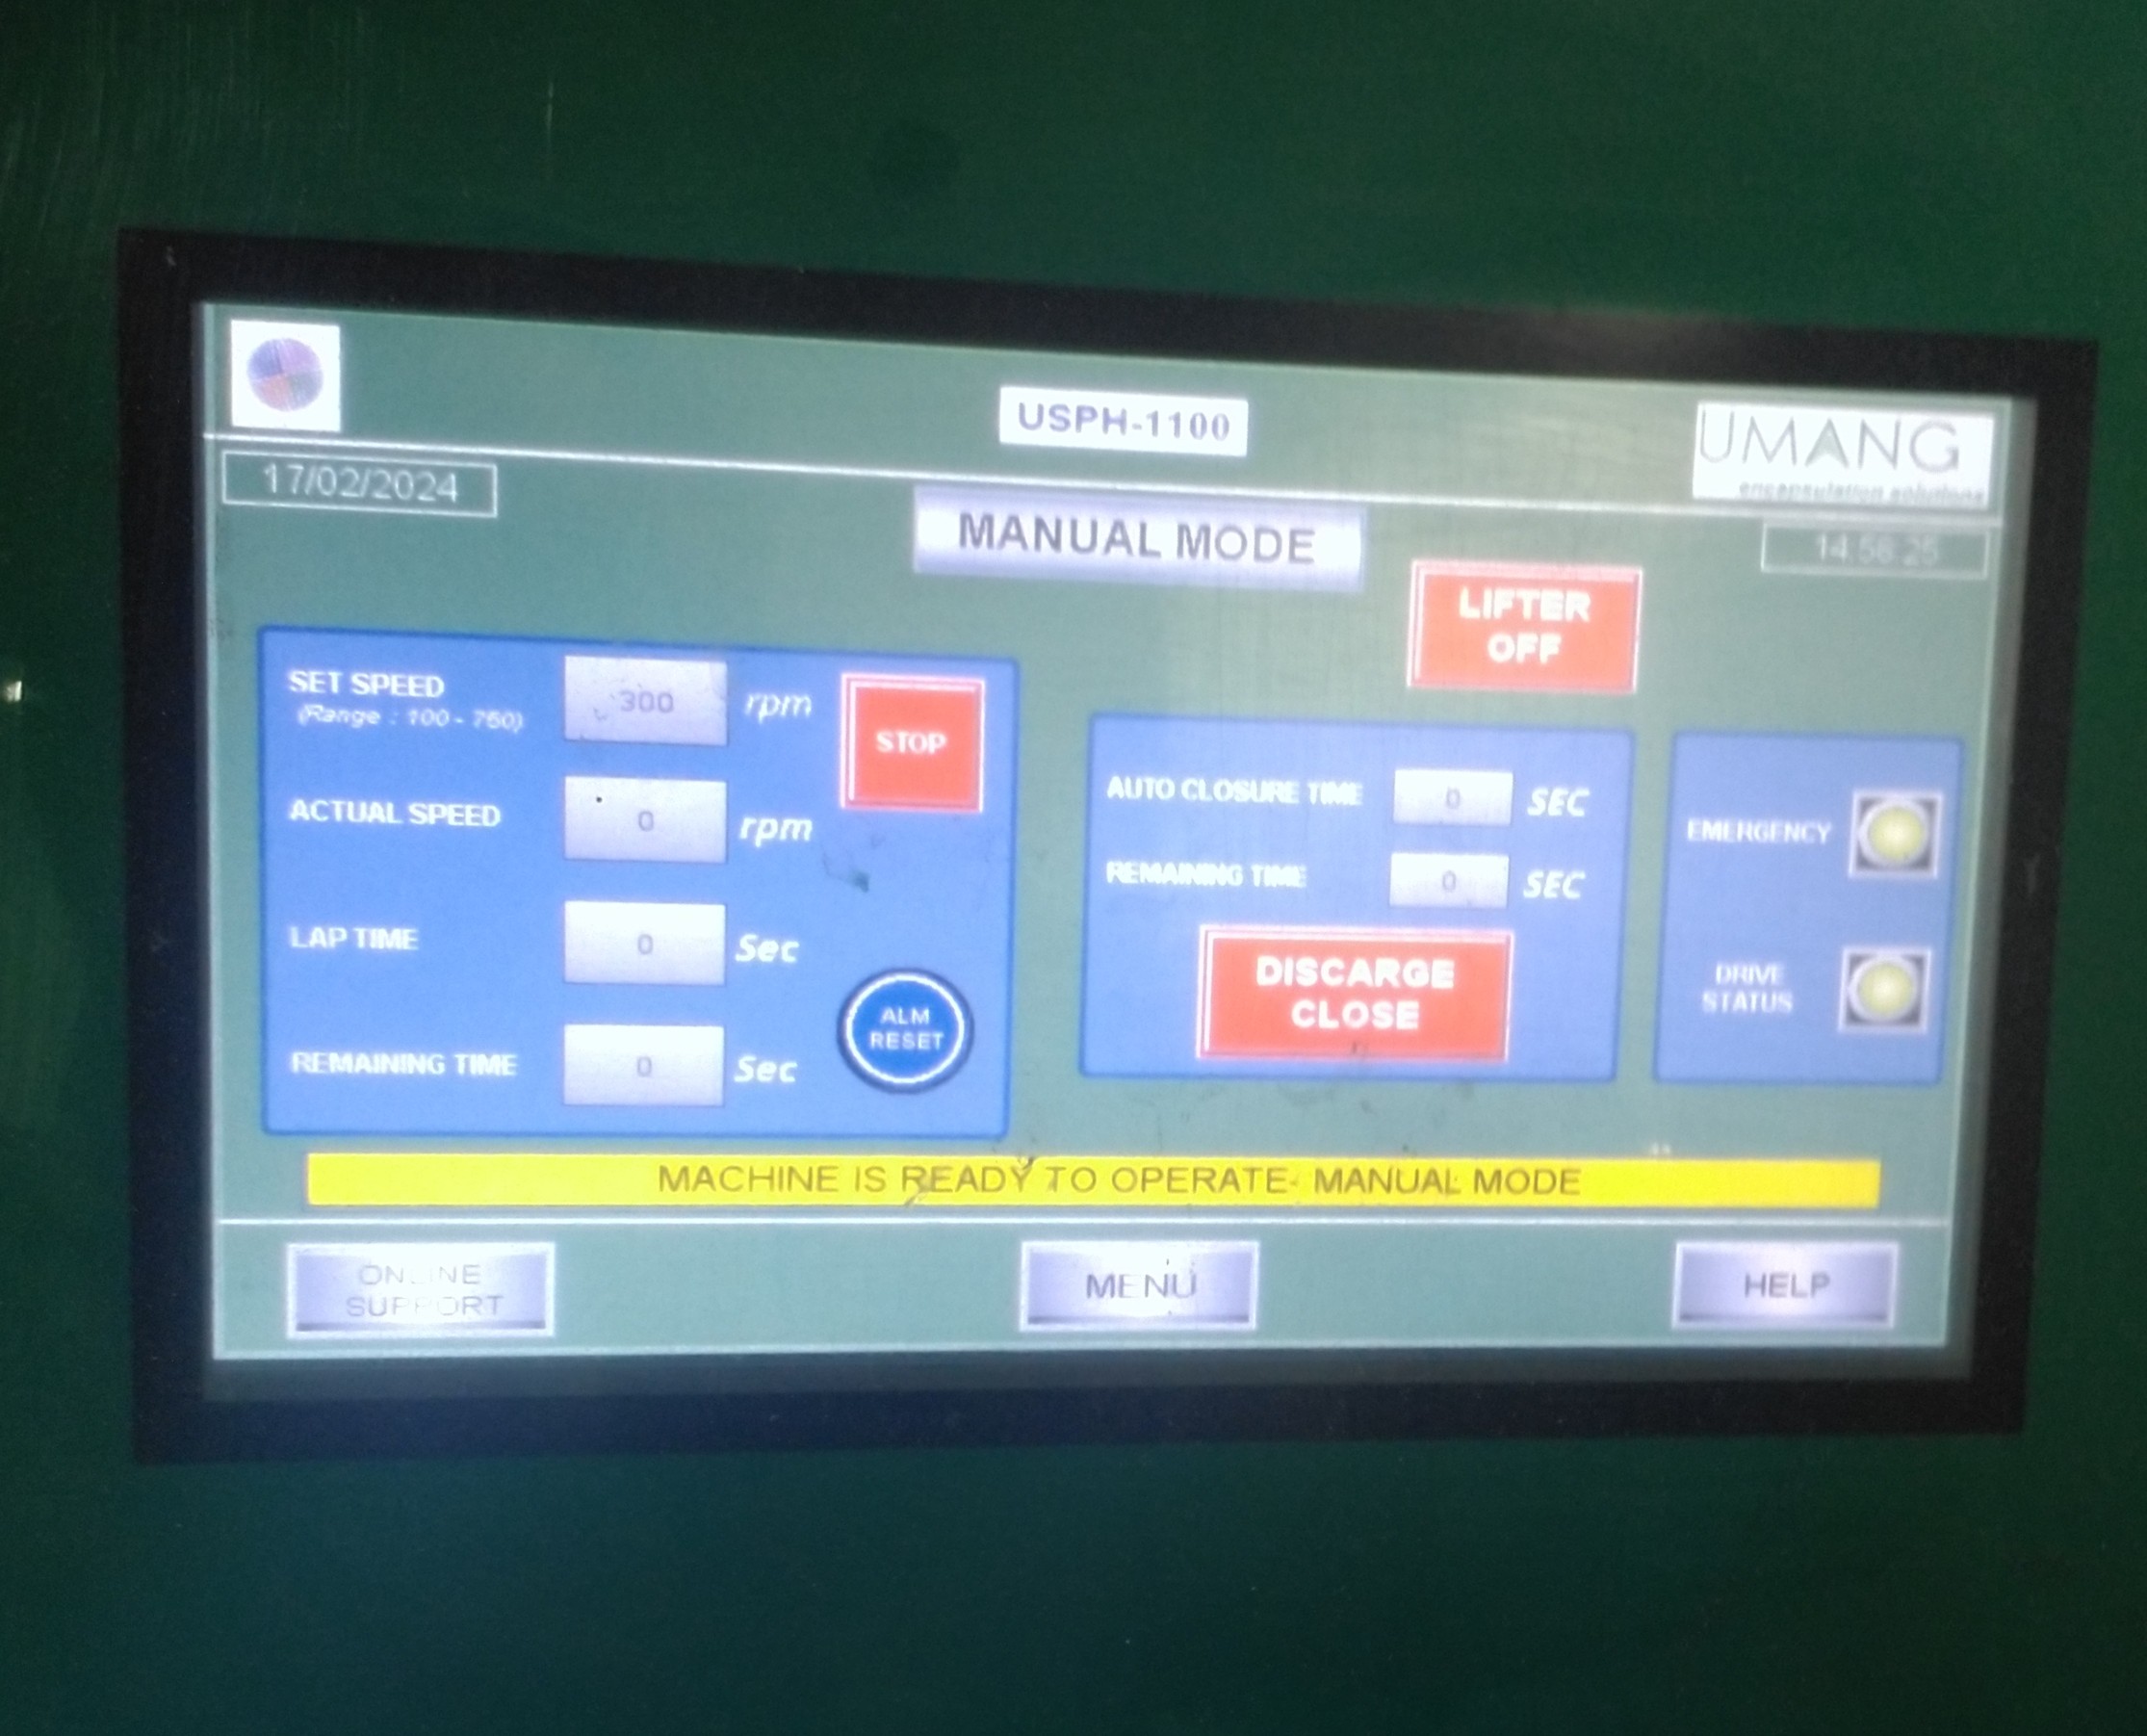 USPH-1100
UMANG
encapsulation solutions
17/02/2024
MANUAL MODE
14:56:25
LIFTER
OFF
SET SPEED
(Range : 100 - 750)
300
rpm
STOP
ACTUAL SPEED
0
rpm
LAP TIME
0
Sec
ALM
RESET
REMAINING TIME
0
Sec
AUTO CLOSURE TIME
0
SEC
REMAINING TIME
0
SEC
DISCARGE
CLOSE
EMERGENCY
DRIVE
STATUS
MACHINE IS READY TO OPERATE- MANUAL MODE
ONLINE
SUPPORT
MENU
HELP